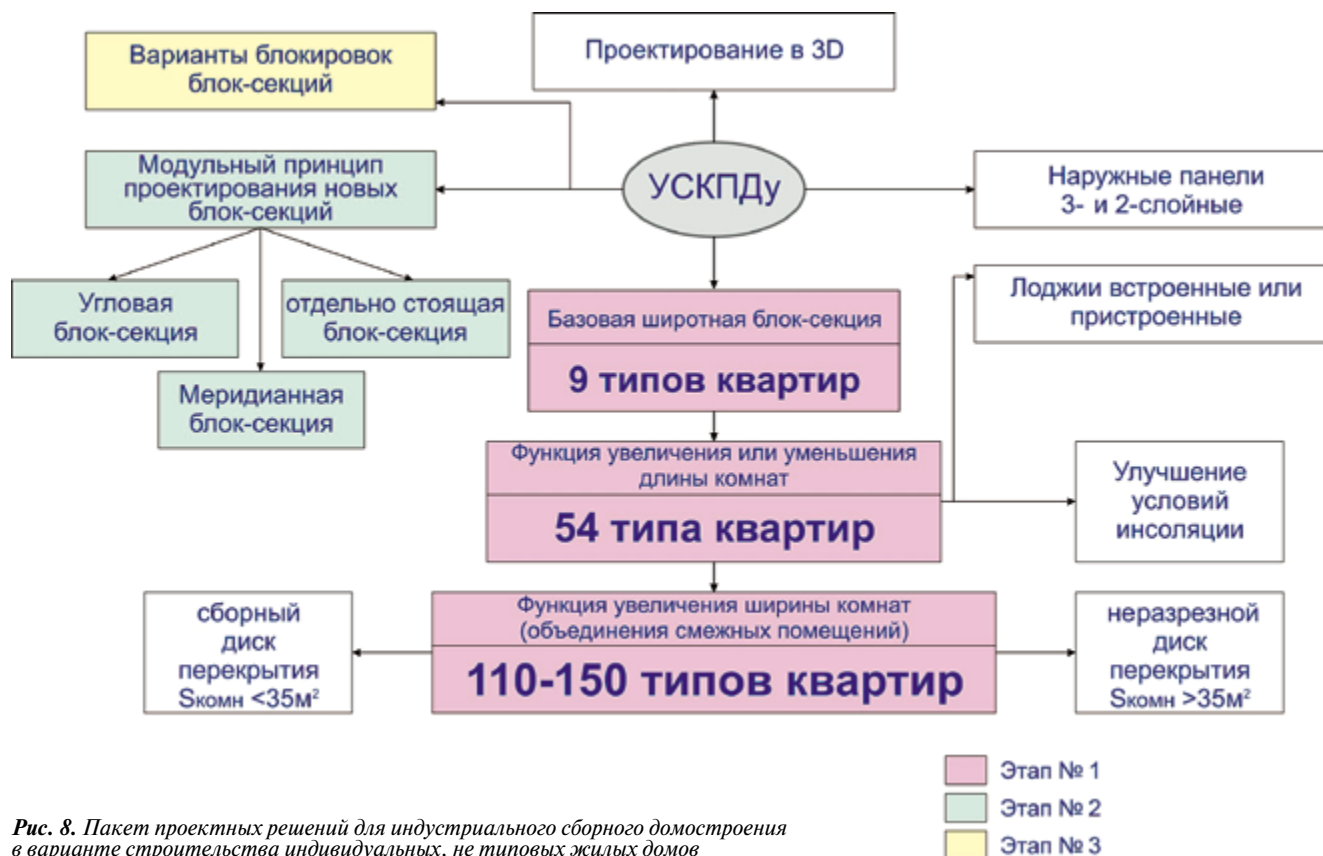 Варианты блокировок
блок-секций
Проектирование в 3D
Модульный принцип
проектирования новых
блок-секций
УСКПДу
Наружные панели
3- и 2-слойные
Угловая
блок-секция
отдельно стоящая
блок-секция
Меридианная
блок-секция
Базовая широтная блок-секция
9 типов квартир
Лоджии встроенные или
пристроенные
Функция увеличения или уменьшения
длины комнат
54 типа квартир
Улучшение
условий
инсоляции
сборный
диск
перекрытия
Sкомн <35м²
Функция увеличения ширины комнат
(объединения смежных помещений)
110-150 типов квартир
неразрезной
диск
перекрытия
Sкомн >35м²
Этап № 1
Этап № 2
Этап № 3
Рис. 8. Пакет проектных решений для индустриального сборного домостроения
в варианте строительства индивидуальных, не типовых жилых домов